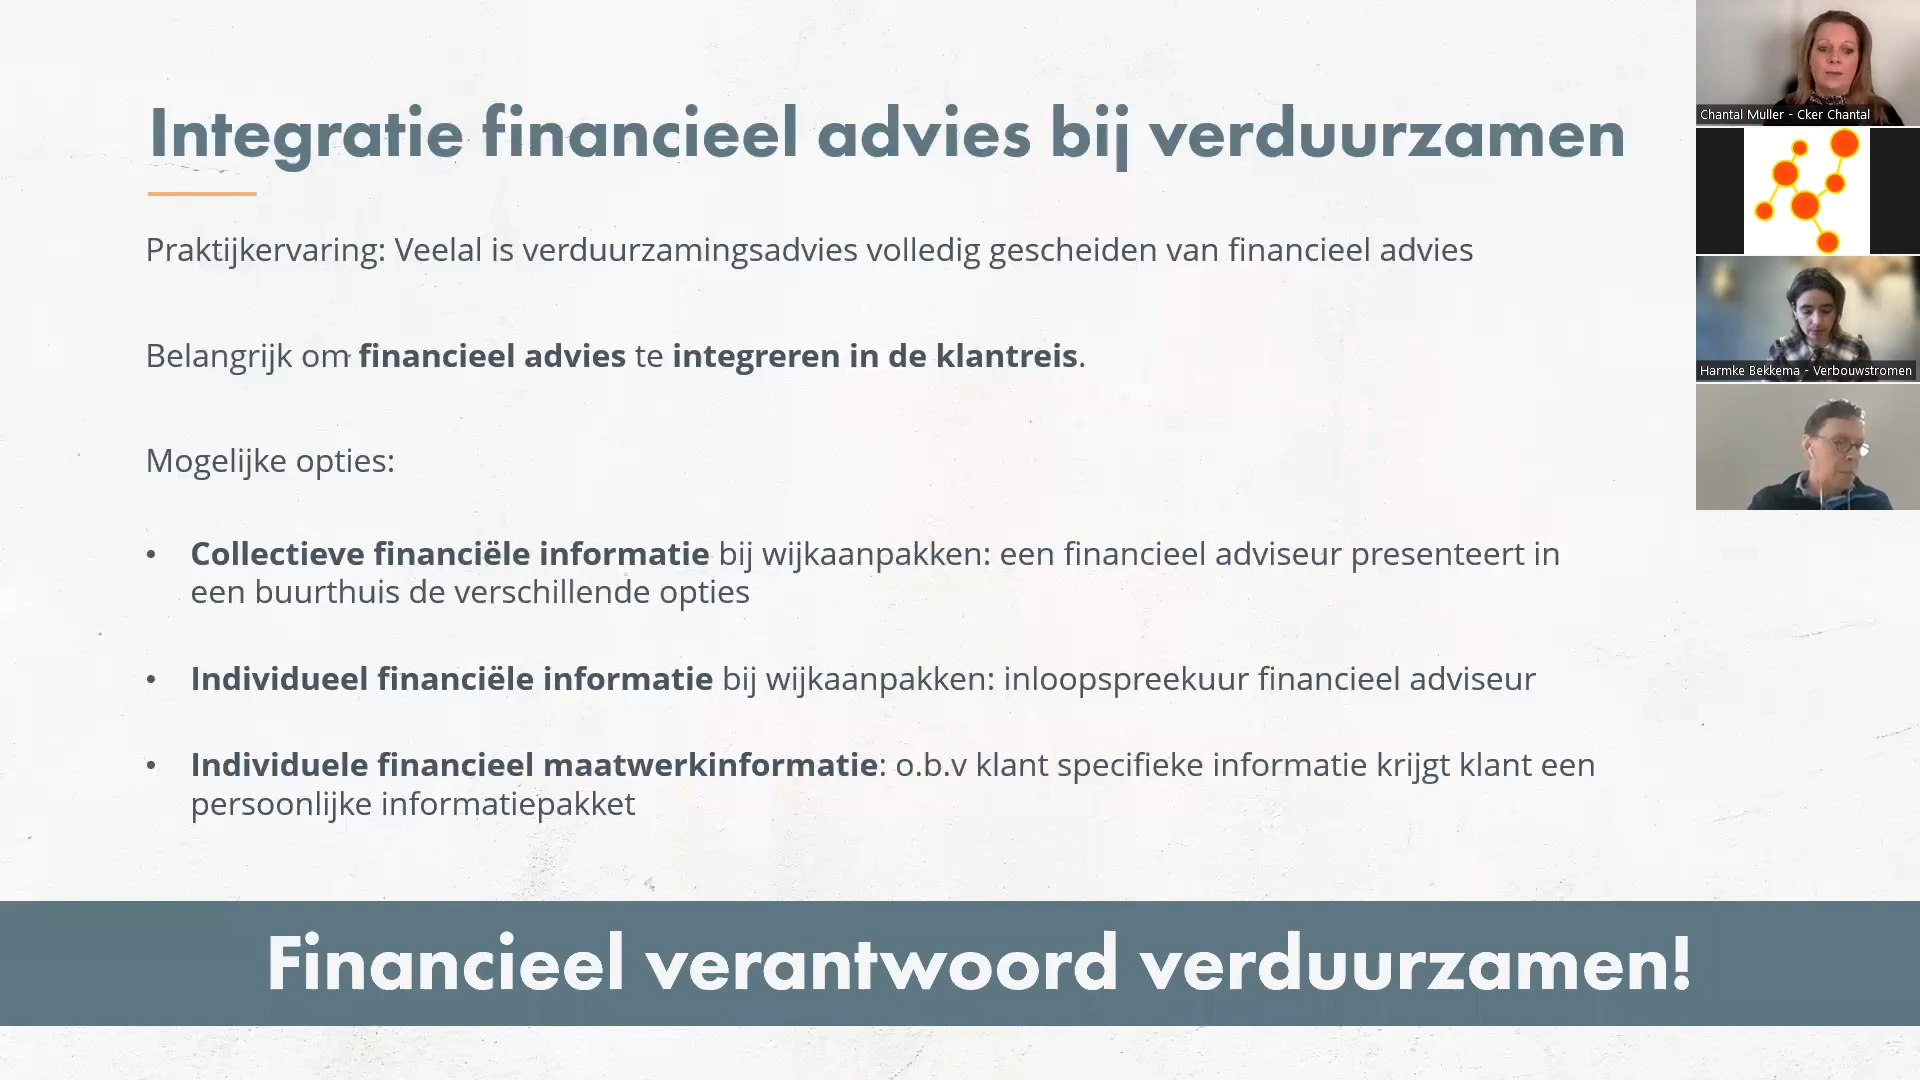 Integratie financieel advies bij verduurzamen
Praktijkervaring: Veelal is verduurzamingsadvies volledig gescheiden van financieel advies
Belangrijk om financieel advies te integreren in de klantreis.
Mogelijke opties:
• Collectieve financiële informatie bij wijkaanpakken: een financieel adviseur presenteert in
een buurthuis de verschillende opties
• Individueel financiële informatie bij wijkaanpakken: inloopspreekuur financieel adviseur
• Individuele financieel maatwerkinformatie: o.b.v klant specifieke informatie krijgt klant een
persoonlijke informatiepakket
Financieel verantwoord verduurzamen!
Chantal Muller - Cker Chantal
Harmke Bekkema - Verbouwstromen